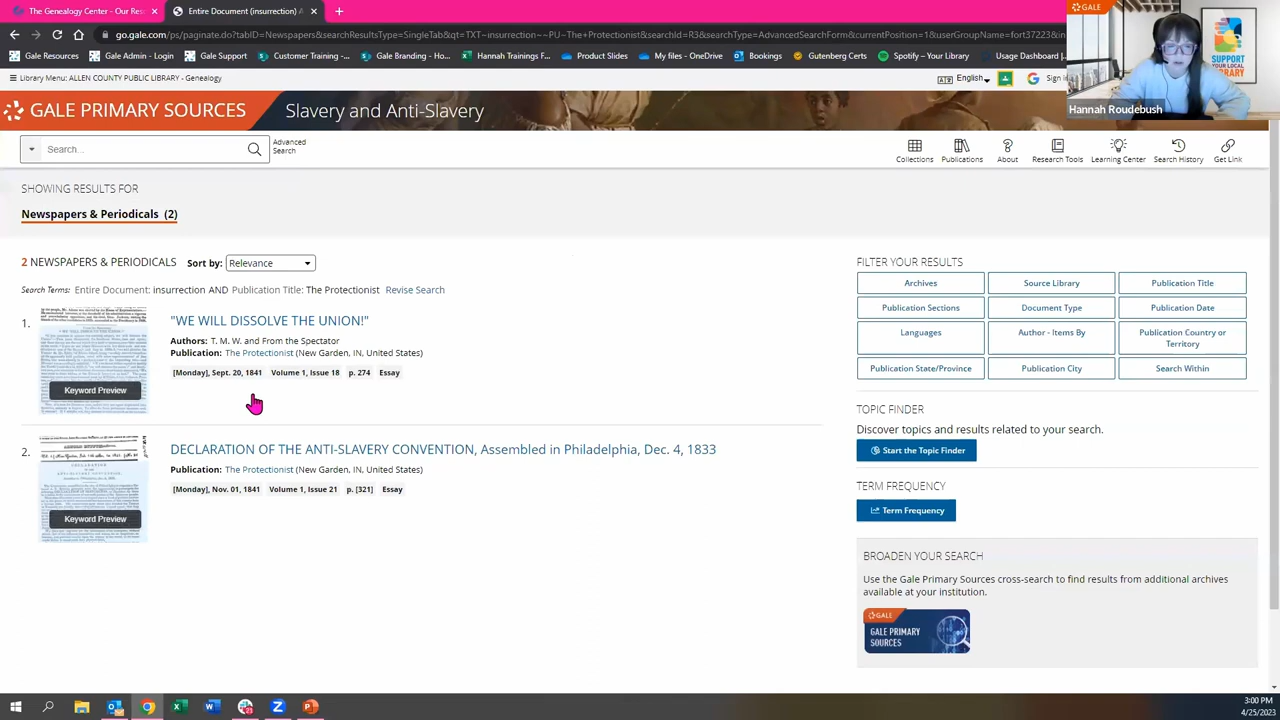 The Genealogy Center - Our Res
Entire Document (insurrection) A
go.gale.com/ps/paginate.do?tabID=Newspapers&searchResultsType=SingleTab&qt=TXT~insurrection~~PU~The+Protectionist&searchId=R3&searchType=AdvancedSearchForm&currentPosition=1&userGroupName=fort37223&in
Gale Resources
Gale Admin - Login
Support Site
Customer Training -...
Gale Branding - Ho...
Hannah Trainings F...
Product Slides
My files - OneDrive
Bookings
Gutenberg Certs
Spotify – Your Library
Usage Dashboard |
GALE
SUPPORT
YOUR LOCAL
LIBRARY
Hannah Roudebush
Library Menu: ALLEN COUNTY PUBLIC LIBRARY - Genealogy
English
Sign i
GALE PRIMARY SOURCES
Slavery and Anti-Slavery
Search...
Advanced
Search
Collections
Publications
About
Research Tools
Learning Center
Search History
Get Link
SHOWING RESULTS FOR
Newspapers & Periodicals (2)
2 NEWSPAPERS & PERIODICALS
Sort by:
Relevance
Search Terms: Entire Document: insurrection AND Publication Title: The Protectionist Revise Search
1.
"WE WILL DISSOLVE THE UNION!"
Authors: T. M. W. and From the Spectator
Publication: The Protectionist (New Garden, IN, United States)
[Monday], Sept. 20, 1841 Volume 1, Issue 18 p. 274 Essay
Keyword Preview
2.
DECLARATION OF THE ANTI-SLAVERY CONVENTION, Assembled in Philadelphia, Dec. 4, 1833
Publication: The Protectionist (New Garden, IN, United States)
Essay
Keyword Preview
FILTER YOUR RESULTS
Archives
Source Library
Publication Title
Publication Sections
Document Type
Publication Date
Languages
Author - Items By
Publication Country or
Territory
Publication State/Province
Publication City
Search Within
TOPIC FINDER
Discover topics and results related to your search.
Start the Topic Finder
TERM FREQUENCY
Term Frequency
BROADEN YOUR SEARCH
Use the Gale Primary Sources cross-search to find results from additional archives
available at your institution.
GALE
GALE PRIMARY
SOURCES
3:00 PM
4/25/2023